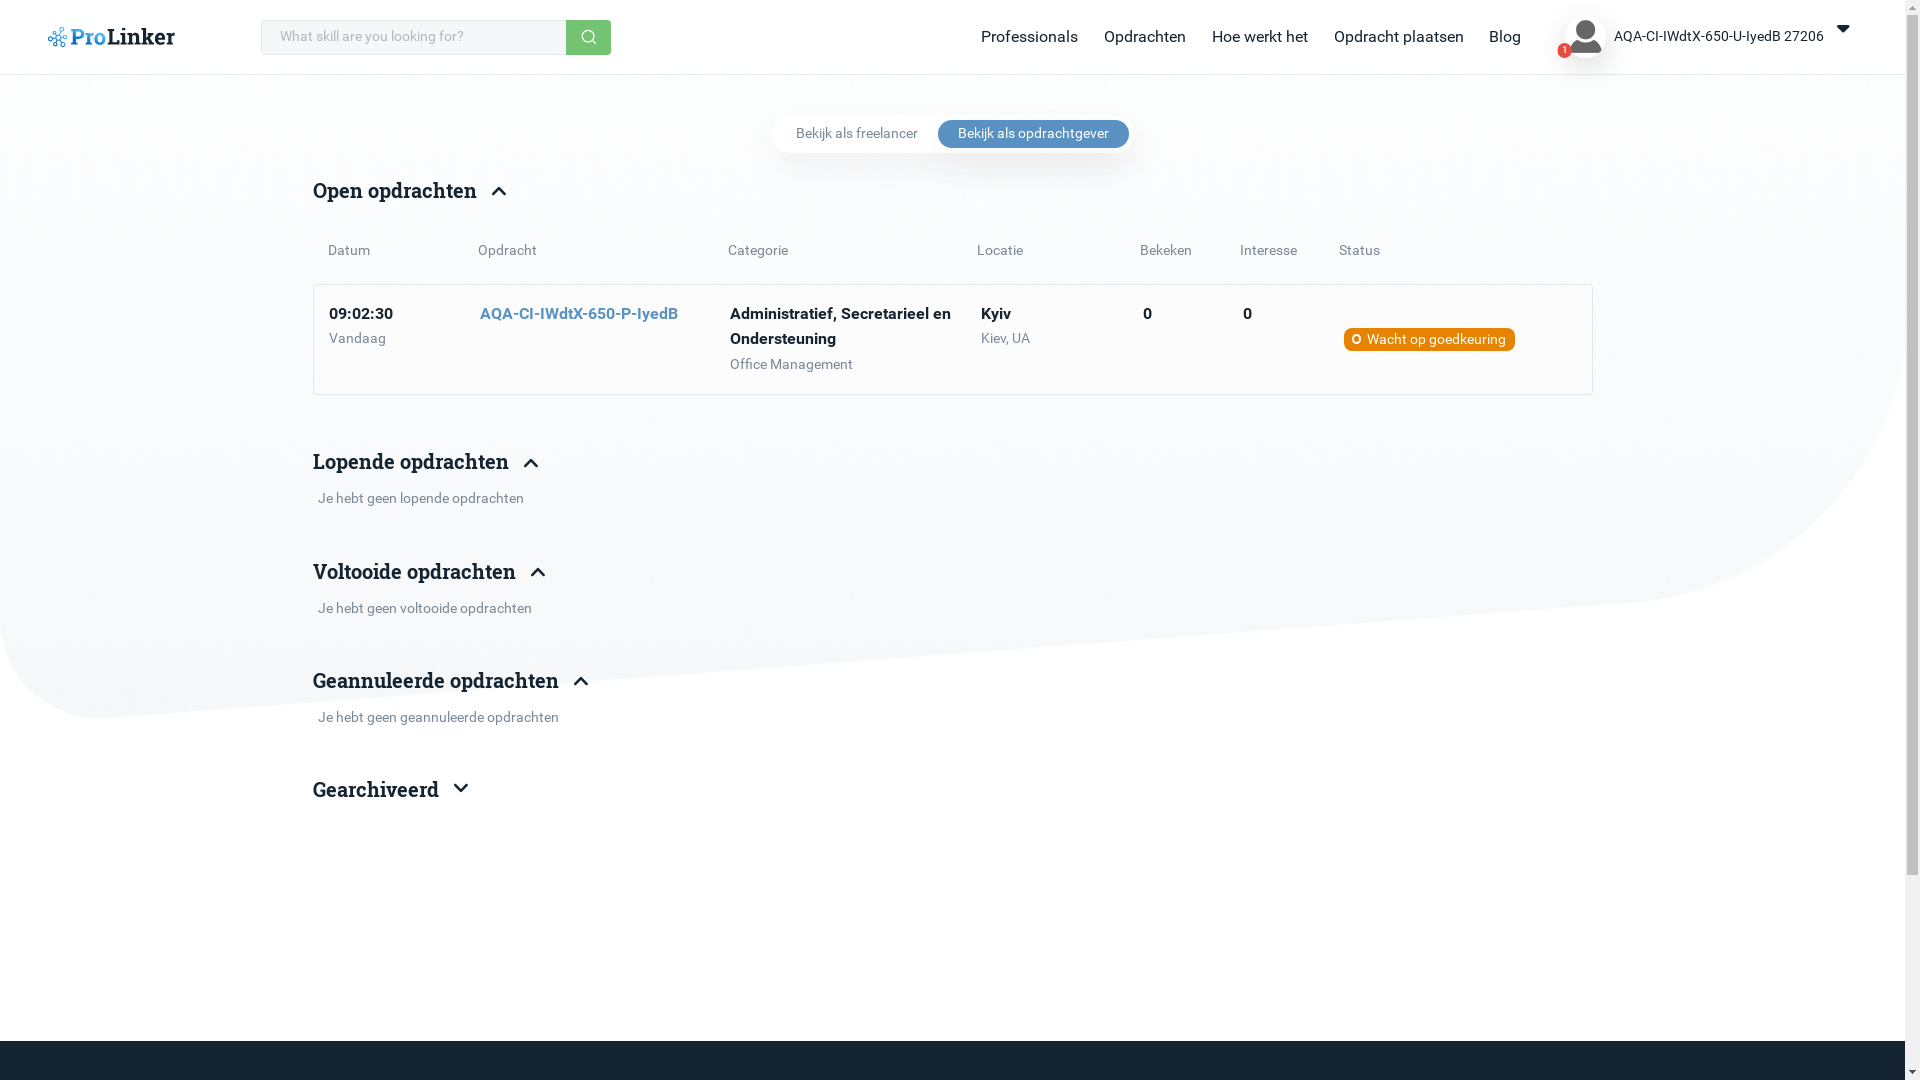 ProLinker
What skill are you looking for?
Professionals
Opdrachten
Hoe werkt het
Opdracht plaatsen
Blog
1
AQA-CI-IWdtX-650-U-IyedB 27206
Bekijk als freelancer
Bekijk als opdrachtgever
Open opdrachten
Datum
Opdracht
Categorie
Locatie
Bekeken
Interesse
Status
09:02:30
Vandaag
AQA-CI-IWdtX-650-P-IyedB
Administratief, Secretarieel en
Ondersteuning
Office Management
Kyiv
Kiev, UA
0
0
Wacht op goedkeuring
Lopende opdrachten
Je hebt geen lopende opdrachten
Voltooide opdrachten
Je hebt geen voltooide opdrachten
Geannuleerde opdrachten
Je hebt geen geannuleerde opdrachten
Gearchiveerd